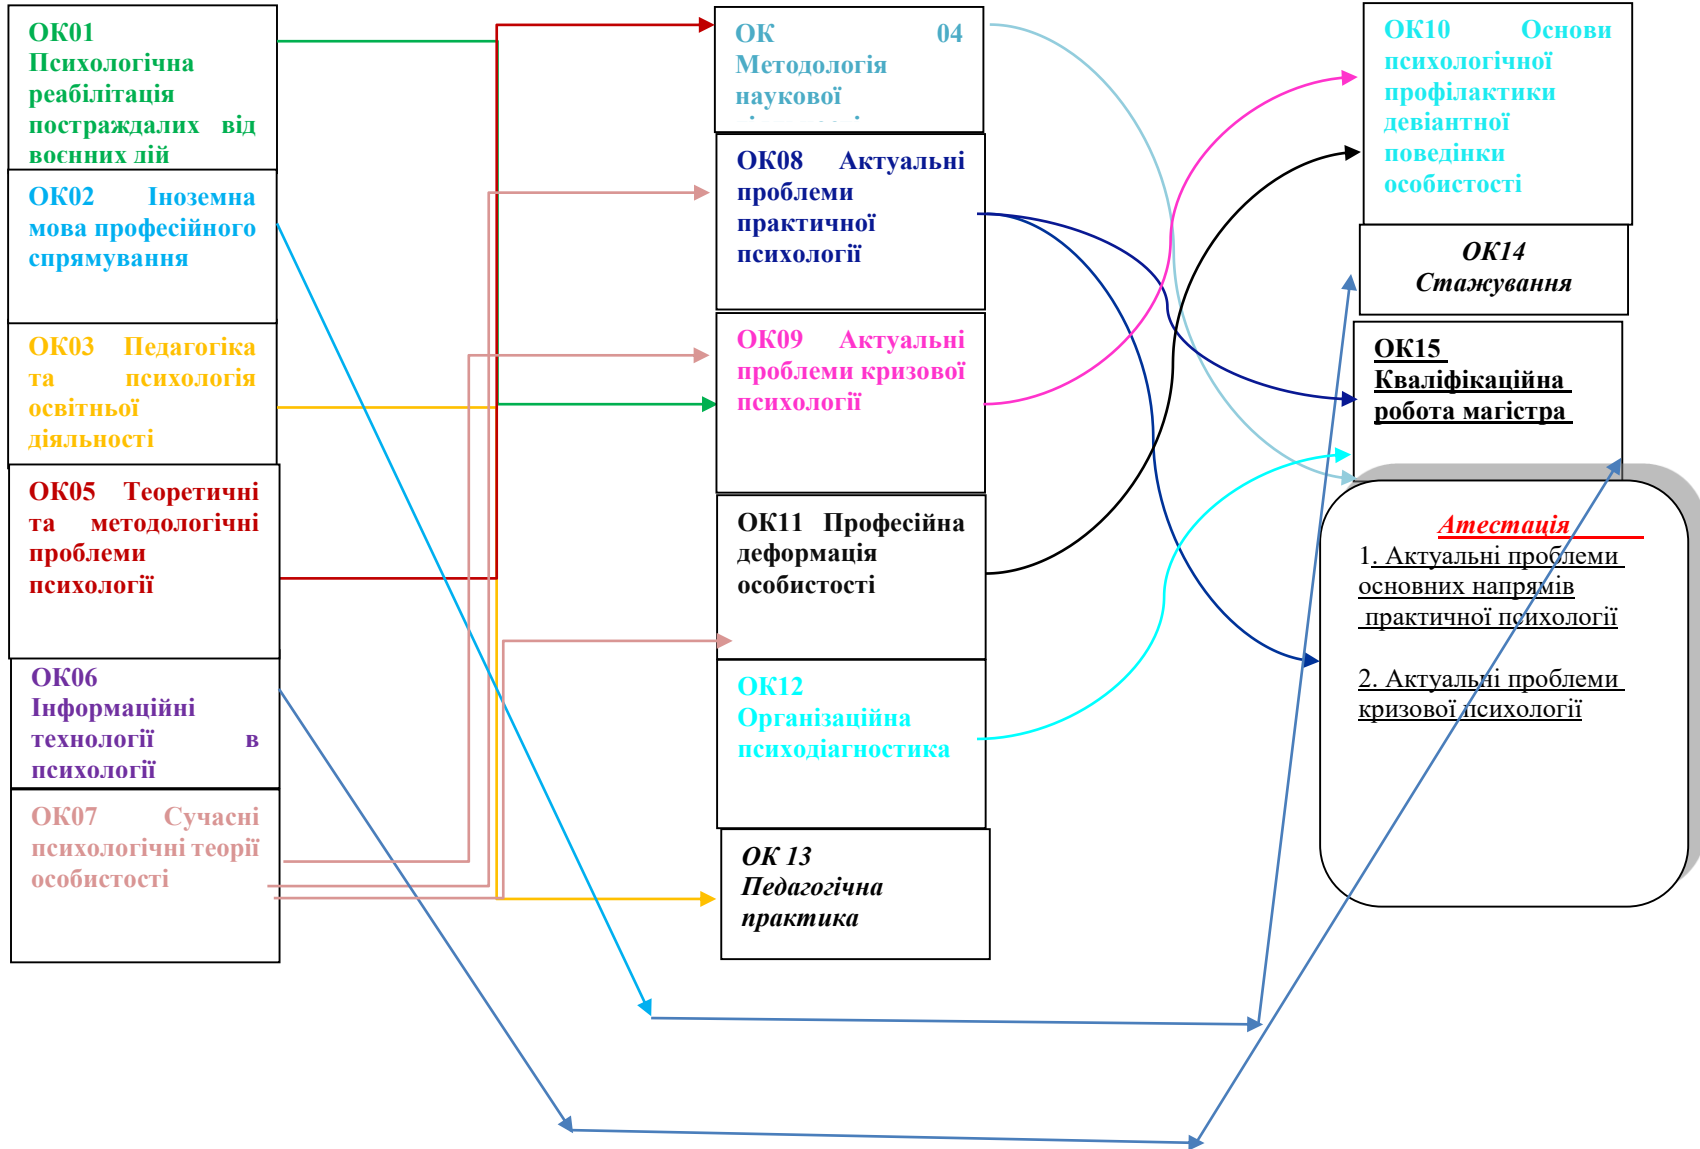 ОК01
Психологічна
реабілітація
постраждалих від
воєнних дій
ОК02 Іноземна
мова професійного
спрямування
ОК03 Педагогіка
та психологія
освітньої
діяльності
ОК05 Теоретичні
та методологічні
проблеми
психології
ОК06
Інформаційні
технології в
психології
ОК07 Сучасні
психологічні теорії
особистості
ОК 04
Методологія
наукової
ОК08 Актуальні
проблеми
практичної
психології
ОК09 Актуальні
проблеми кризової
психології
ОК11 Професійна
деформація
особистості
ОК12
Організаційна
психодіагностика
ОК 13
Педагогічна
практика
ОК10 Основи
психологічної
профілактики
девіантної
поведінки
особистості
ОК14
Стажування
ОК15
Кваліфікаційна
робота магістра
Атестація
1. Актуальні проблеми
основних напрямів
практичної психології
2. Актуальні проблеми
кризової психології